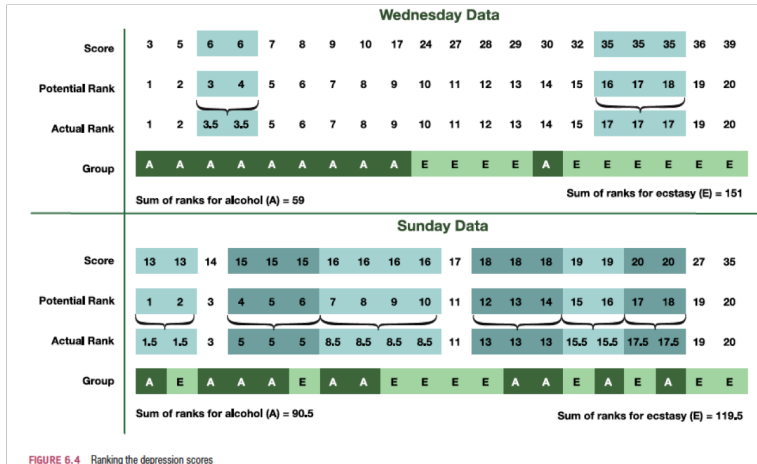 Wednesday Data
Score 3 5 6 6 7 8 9 10 17 24 27 28 29 30 32 35 35 35 36 39
Potential Rank 1 2 3 4 5 6 7 8 9 10 11 12 13 14 15 16 17 18 19 20
Actual Rank 1 2 3.5 3.5 5 6 7 8 9 10 11 12 13 14 15 17 17 17 19 20
Group A A A A A A A A A E E E E A E E E E E E
Sum of ranks for alcohol (A) = 59 Sum of ranks for ecstasy (E) = 151
Sunday Data
Score 13 13 14 15 15 15 16 16 16 16 17 18 18 18 19 19 20 20 27 35
Potential Rank 1 2 3 4 5 6 7 8 9 10 11 12 13 14 15 16 17 18 19 20
Actual Rank 1.5 1.5 3 5 5 5 8.5 8.5 8.5 8.5 11 13 13 13 15.5 15.5 17.5 17.5 19 20
Group A E A A A E A A E E E E A A E A E A E E
Sum of ranks for alcohol (A) = 90.5 Sum of ranks for ecstasy (E) = 119.5
FIGURE 6.4 Ranking the depression scores